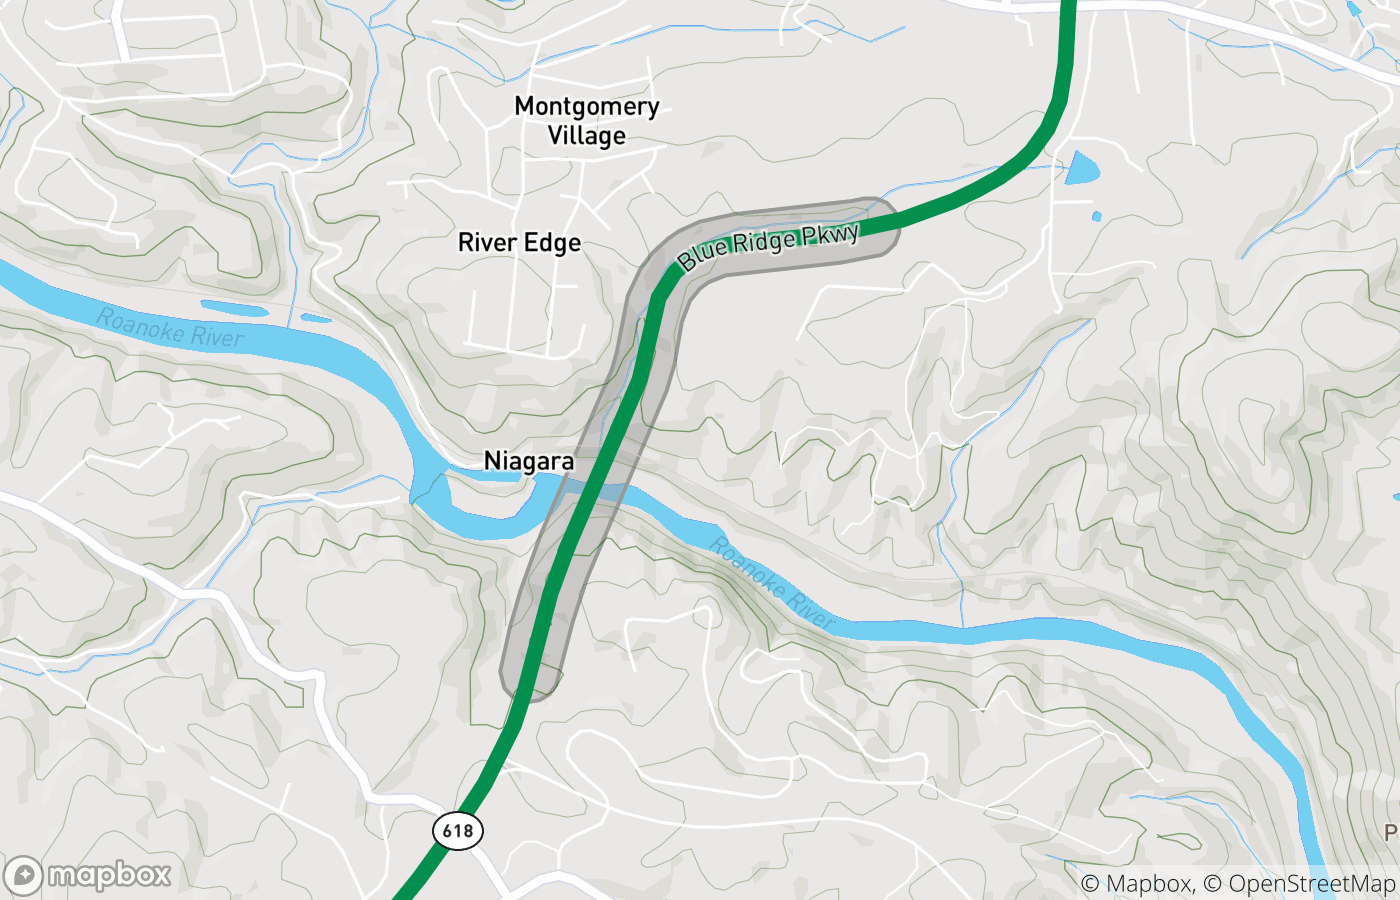 Montgomery
Village
River Edge
Blue Ridge Pkwy
Roanoke River
Niagara
Roanoke River
618
P
mapbox
© Mapbox, © OpenStreetMap